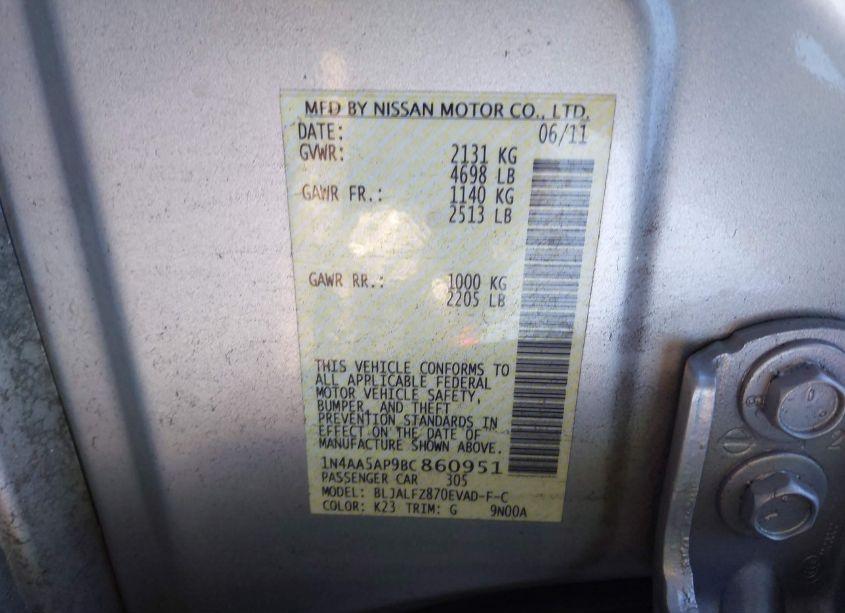 MFD BY NISSAN MOTOR CO., LTD.
DATE: 06/11
GVWR: 2131 KG
4698 LB
GAWR FR.: 1140 KG
2513 LB
GAWR RR.: 1000 KG
2205 LB
THIS VEHICLE CONFORMS TO
ALL APPLICABLE FEDERAL
MOTOR VEHICLE SAFETY,
BUMPER, AND THEFT
PREVENTION STANDARDS IN
EFFECT ON THE DATE OF
MANUFACTURE SHOWN ABOVE.
1N4AA5AP9BC860951
PASSENGER CAR 305
MODEL: BLJALFZ870EVAD-F-C
COLOR: K23 TRIM: G 9N00A